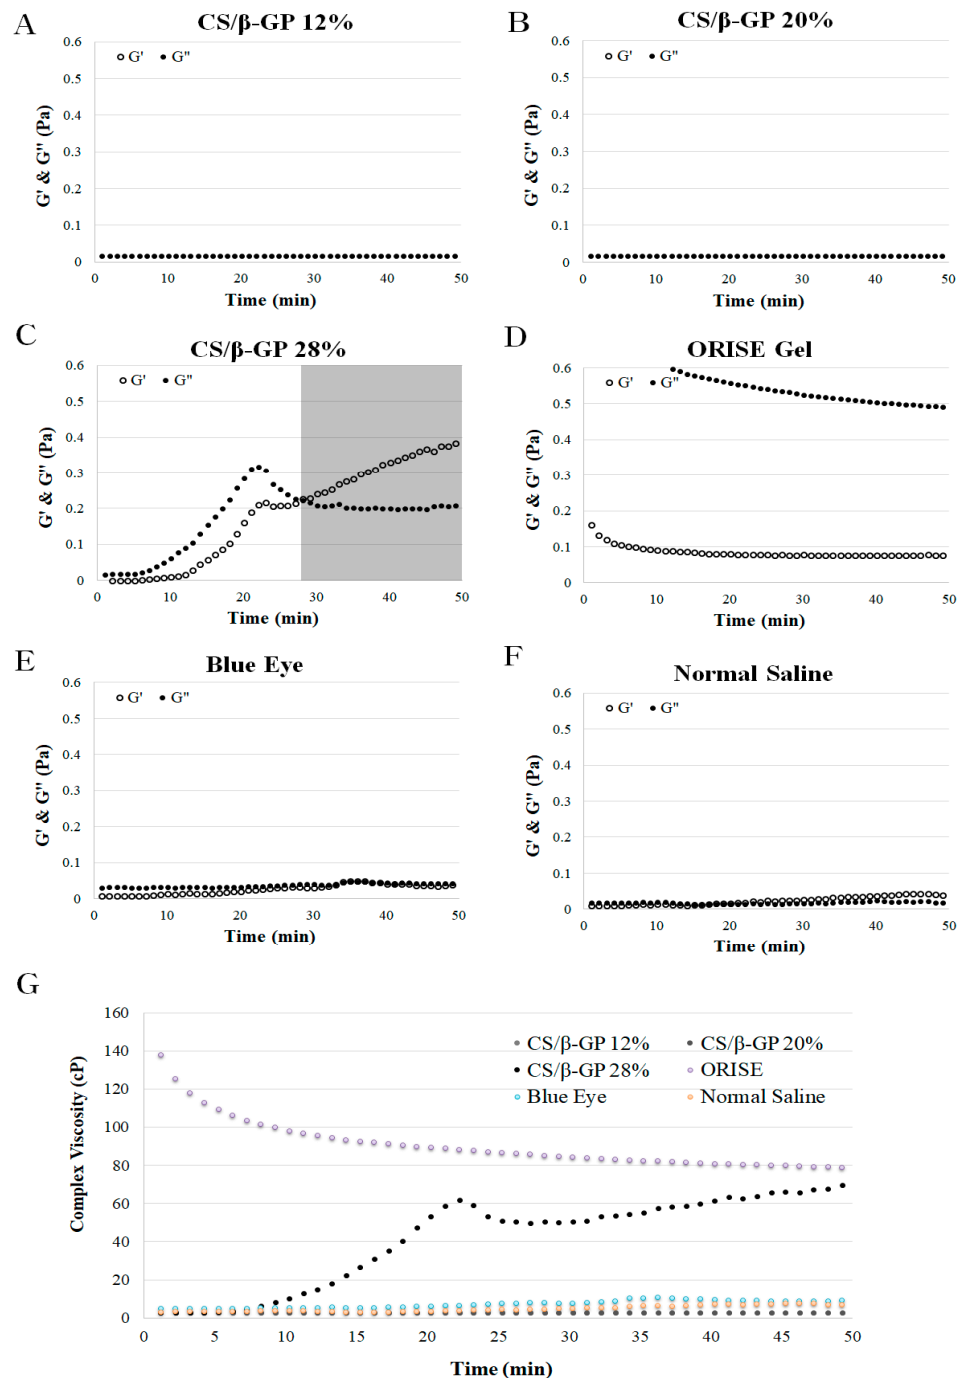 A
CS/β-GP 12%
G' G''
0.6
0.5
0.4
0.3
0.2
0.1
0
G' & G'' (Pa)
0 10 20 30 40 50
Time (min)
B
CS/β-GP 20%
G' G''
0.6
0.5
0.4
0.3
0.2
0.1
0
G' & G'' (Pa)
0 10 20 30 40 50
Time (min)
C
CS/β-GP 28%
G' G''
0.6
0.5
0.4
0.3
0.2
0.1
0
G' & G'' (Pa)
0 10 20 30 40 50
Time (min)
D
ORISE Gel
G' G''
0.6
0.5
0.4
0.3
0.2
0.1
0
G' & G'' (Pa)
0 10 20 30 40 50
Time (min)
E
Blue Eye
G' G''
0.6
0.5
0.4
0.3
0.2
0.1
0
G' & G'' (Pa)
0 10 20 30 40 50
Time (min)
F
Normal Saline
G' G''
0.6
0.5
0.4
0.3
0.2
0.1
0
G' & G'' (Pa)
0 10 20 30 40 50
Time (min)
G
160
140
120
100
80
60
40
20
0
Complex Viscosity (cP)
CS/β-GP 12% CS/β-GP 20%
CS/β-GP 28% ORISE
Blue Eye Normal Saline
0 5 10 15 20 25 30 35 40 45 50
Time (min)